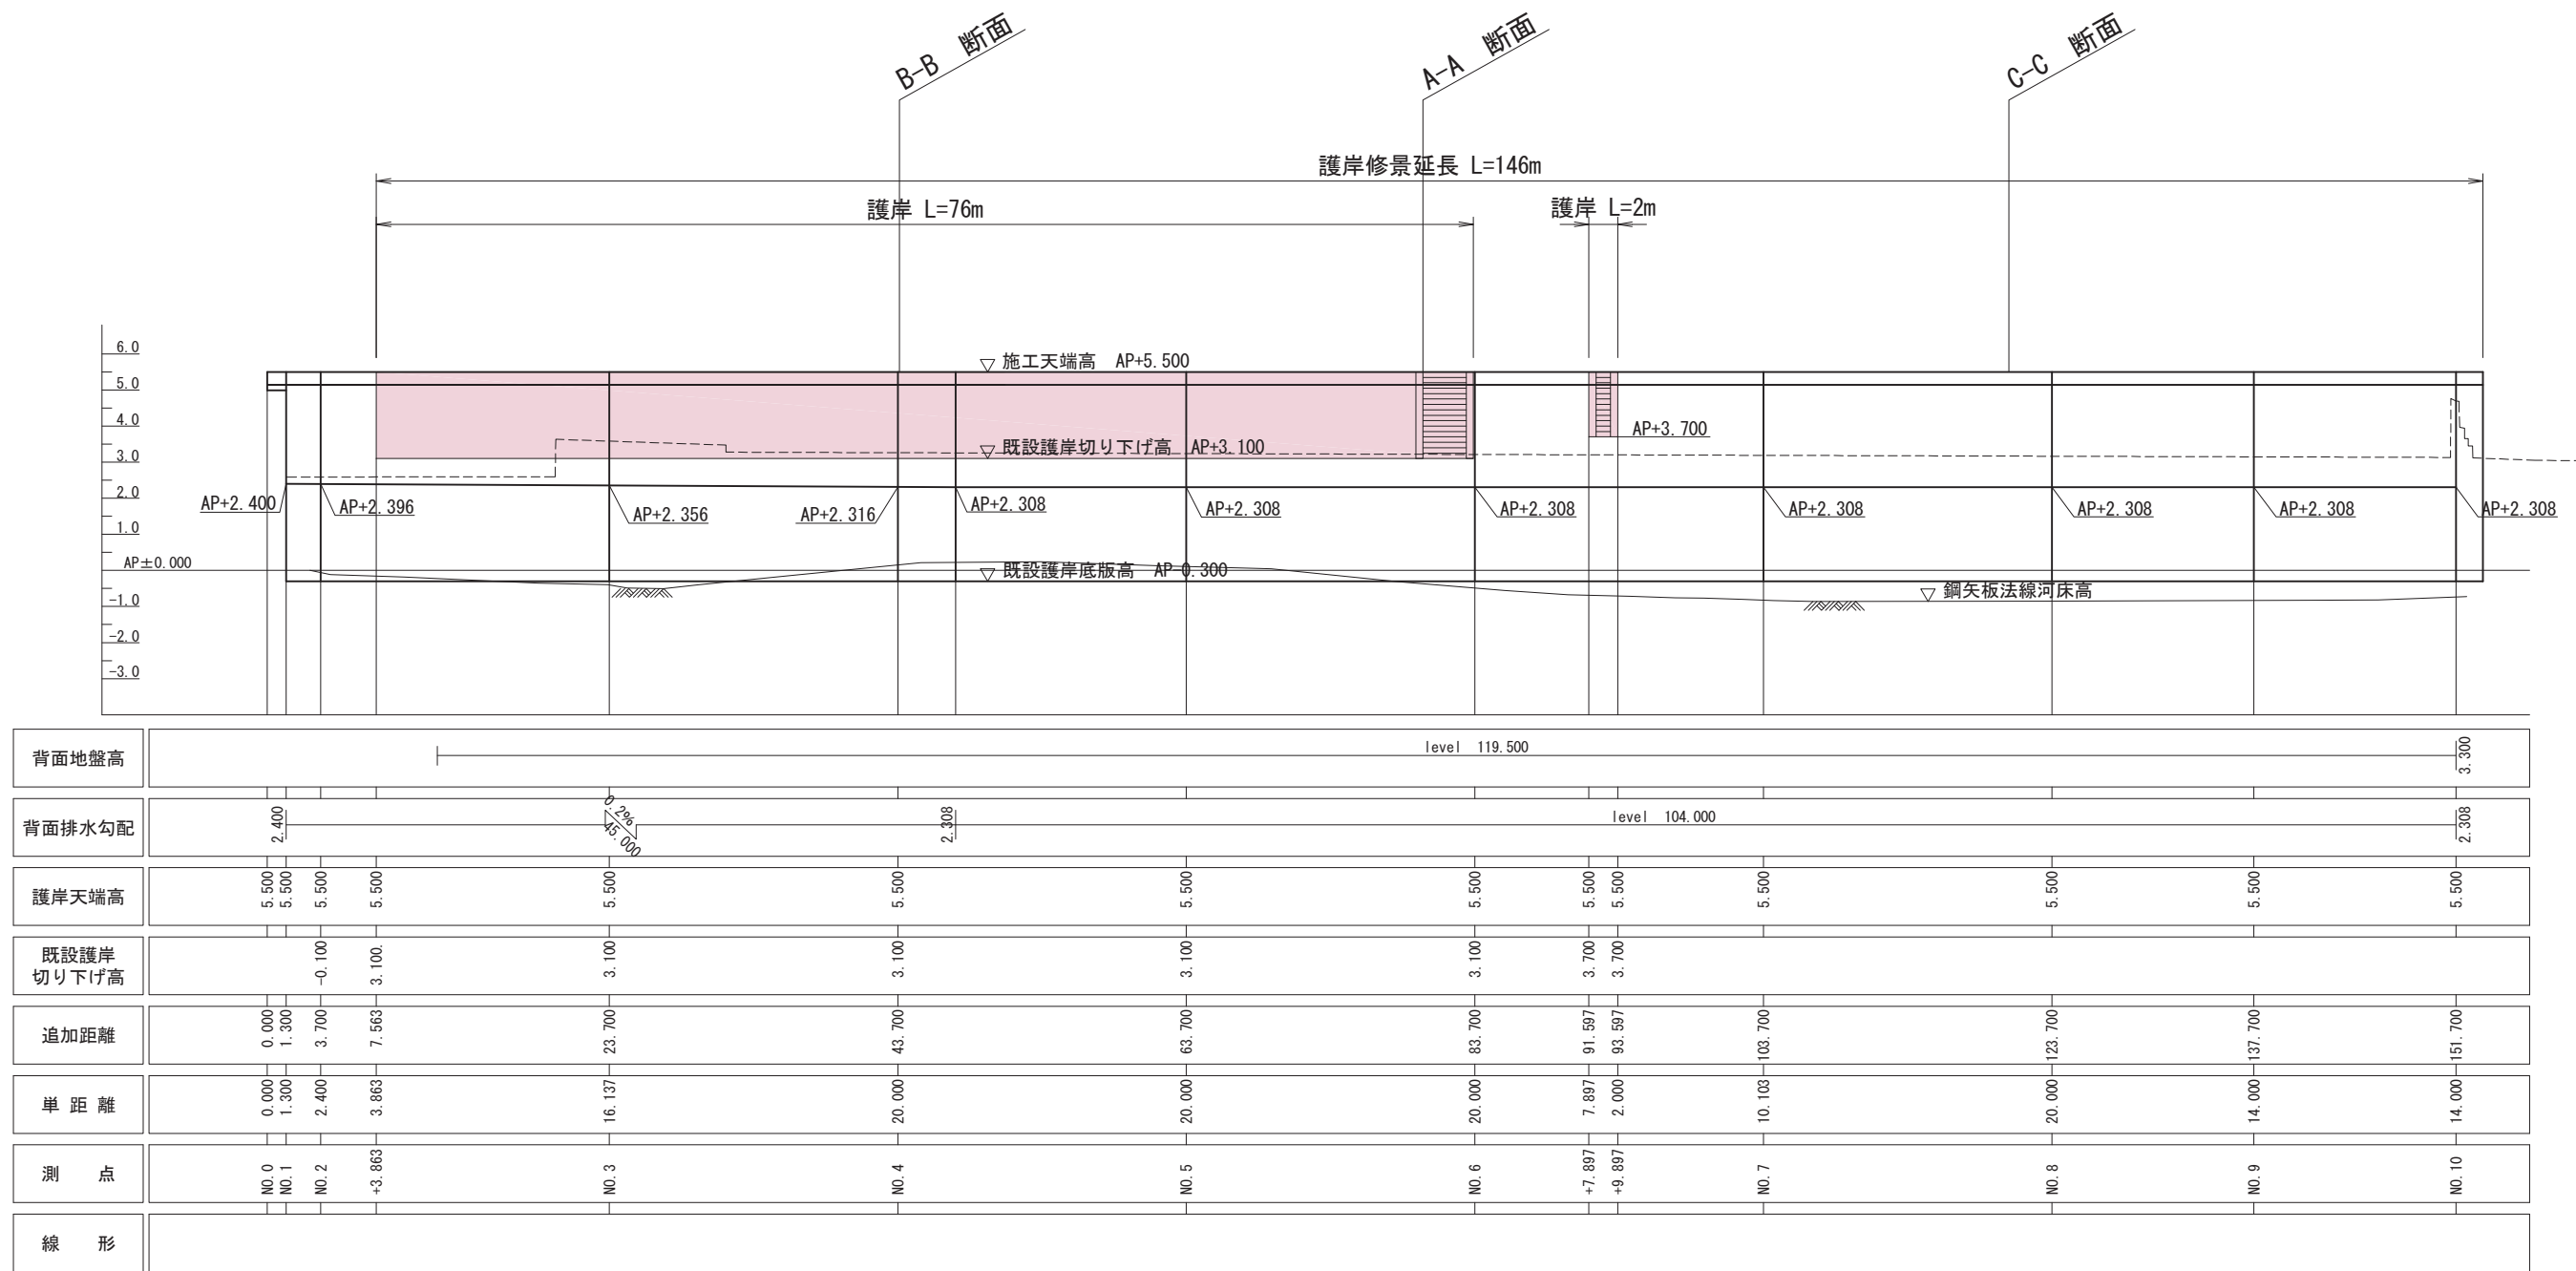 B-B 断面
A-A 断面
C-C 断面
護岸修景延長 L=146m
護岸 L=76m
護岸 L=2m
6.0
5.0
4.0
3.0
2.0
1.0
AP±0.000
-1.0
-2.0
-3.0
施工天端高 AP+5.500
既設護岸切り下げ高 AP+3.100
AP+3.700
AP+2.400
AP+2.396
AP+2.356
AP+2.316
AP+2.308
AP+2.308
AP+2.308
AP+2.308
AP+2.308
AP+2.308
AP+2.308
既設護岸底版高 AP-0.300
鋼矢板法線河床高
背面地盤高
level 119.500
3.300
背面排水勾配
2.400
0.2%
45.000
2.308
level 104.000
2.308
護岸天端高
5.500
5.500
5.500
5.500
5.500
5.500
5.500
5.500
5.500
5.500
5.500
5.500
5.500
5.500
既設護岸
切り下げ高
-0.100
3.100.
3.100
3.100
3.100
3.100
3.700
3.700
追加距離
0.000
1.300
3.700
7.563
23.700
43.700
63.700
83.700
91.597
93.597
103.700
123.700
137.700
151.700
単距離
0.000
1.300
2.400
3.863
16.137
20.000
20.000
20.000
7.897
2.000
10.103
20.000
14.000
14.000
測点
NO.0
NO.1
NO.2
+3.863
NO.3
NO.4
NO.5
NO.6
+7.897
+9.897
NO.7
NO.8
NO.9
NO.10
線形